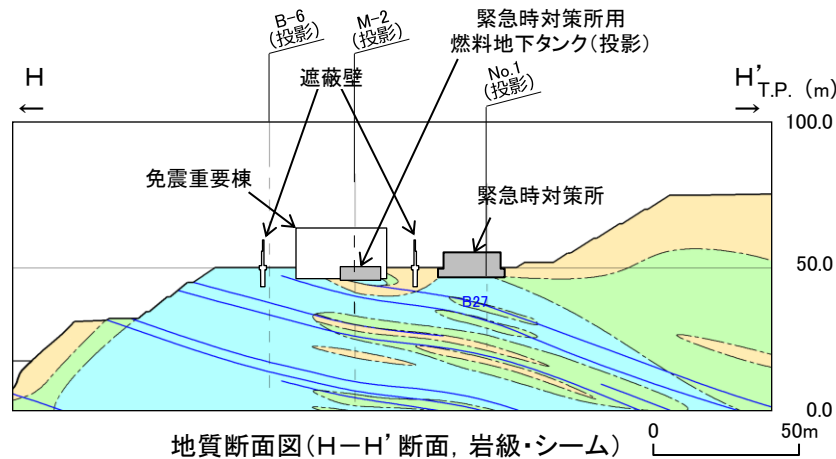 B-6
(投影)
M-2
(投影)
緊急時対策所用
燃料地下タンク(投影)
No.1
(投影)
H
遮蔽壁
H'
T.P. (m)
100.0
免震重要棟
緊急時対策所
50.0
B27
0.0
地質断面図(H-H'断面, 岩級・シーム)
0
50m